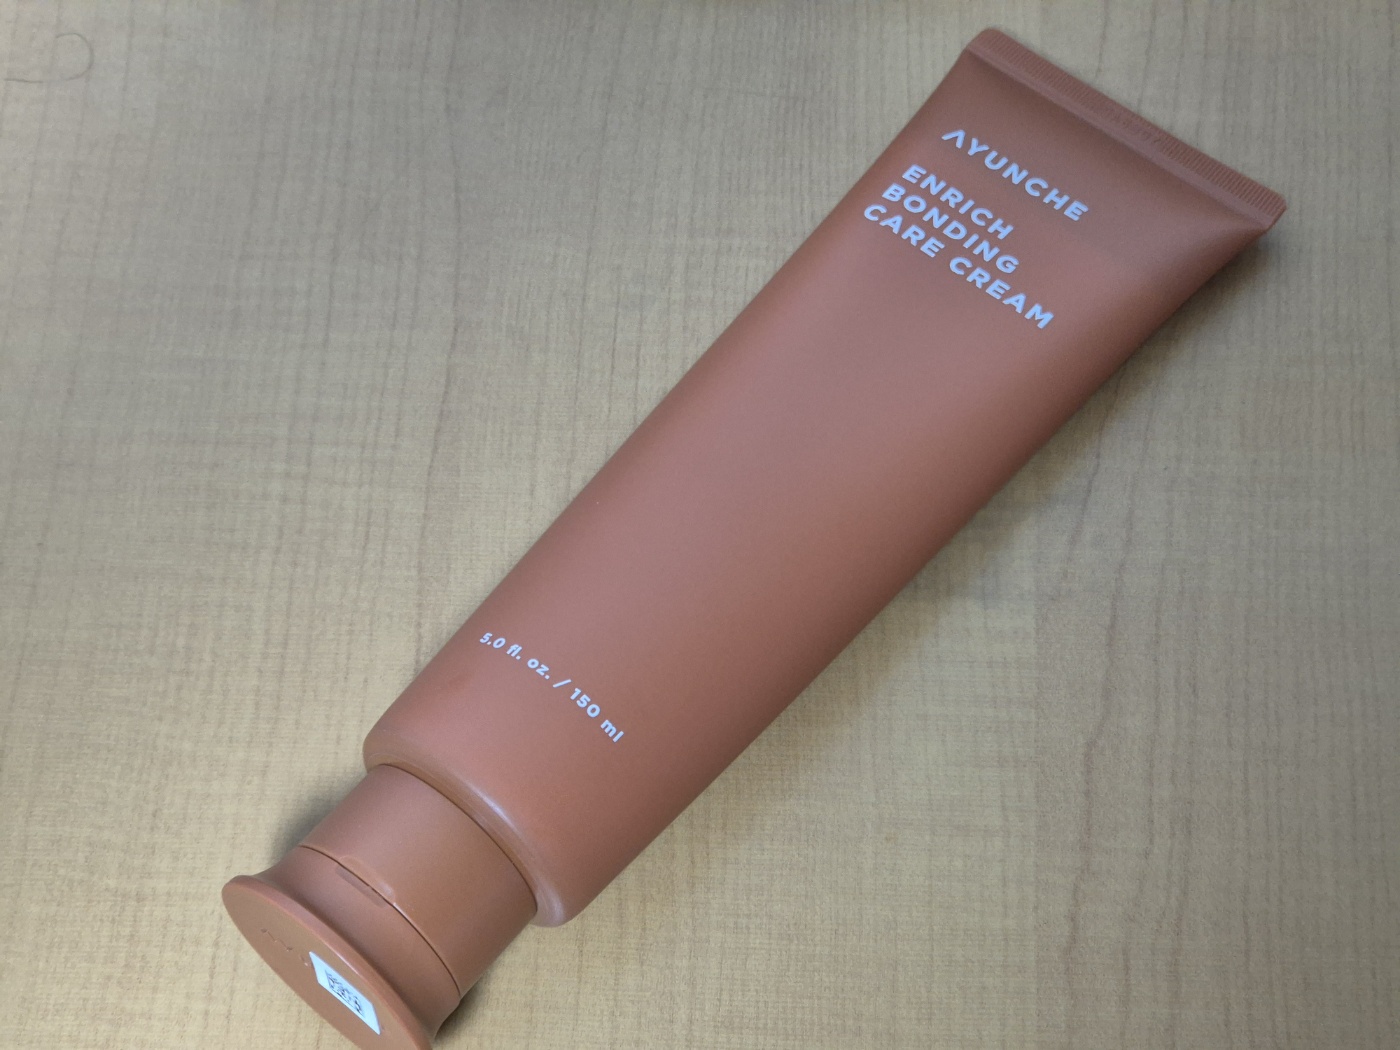 AYUNCHE
ENRICH
BONDING
CARE CREAM
5.0 fl. oz. / 150 ml